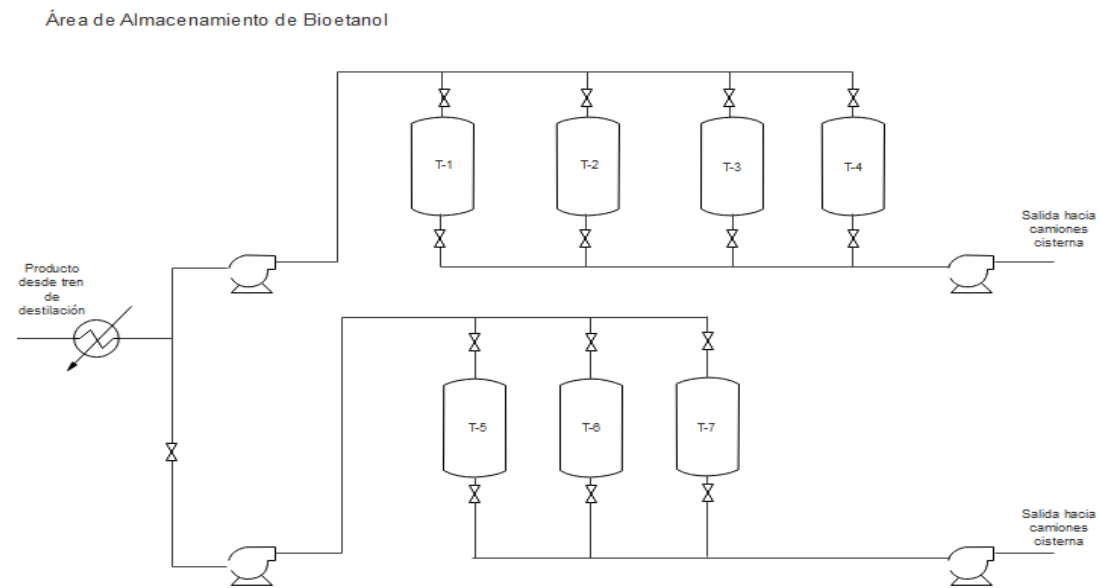 Área de Almacenamiento de Bioetanol
T-1
T-2
T-3
T-4
Salida hacia
camiones
cisterna
Producto
desde tren
de
destilación
T-5
T-6
T-7
Salida hacia
camiones
cisterna